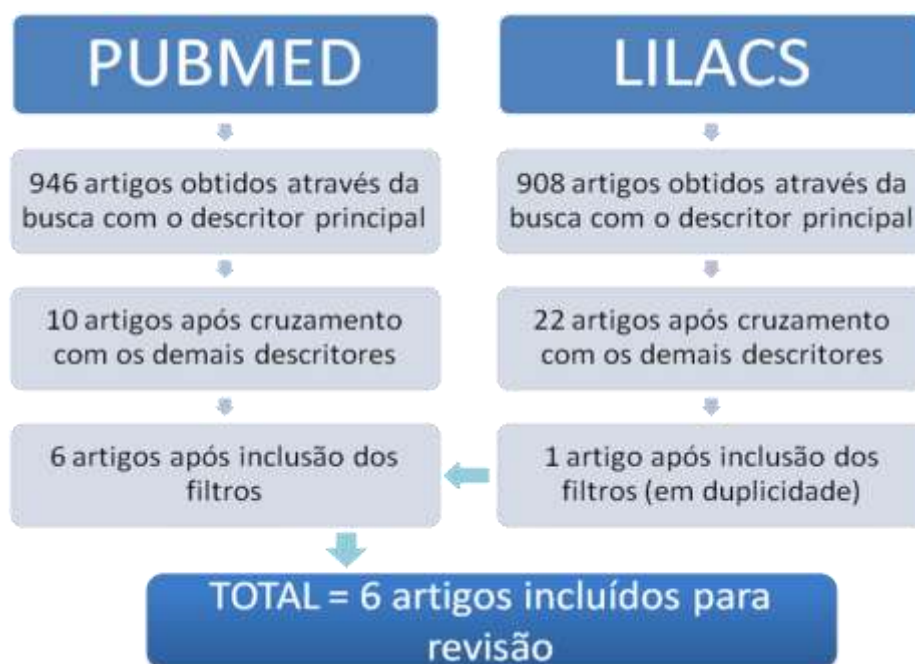 PUBMED
946 artigos obtidos através da
busca com o descritor principal
10 artigos após cruzamento
com os demais descritores
6 artigos após inclusão dos
filtros
LILACS
908 artigos obtidos através da
busca com o descritor principal
22 artigos após cruzamento
com os demais descritores
1 artigo após inclusão dos
filtros (em duplicidade)
TOTAL = 6 artigos incluídos para
revisão